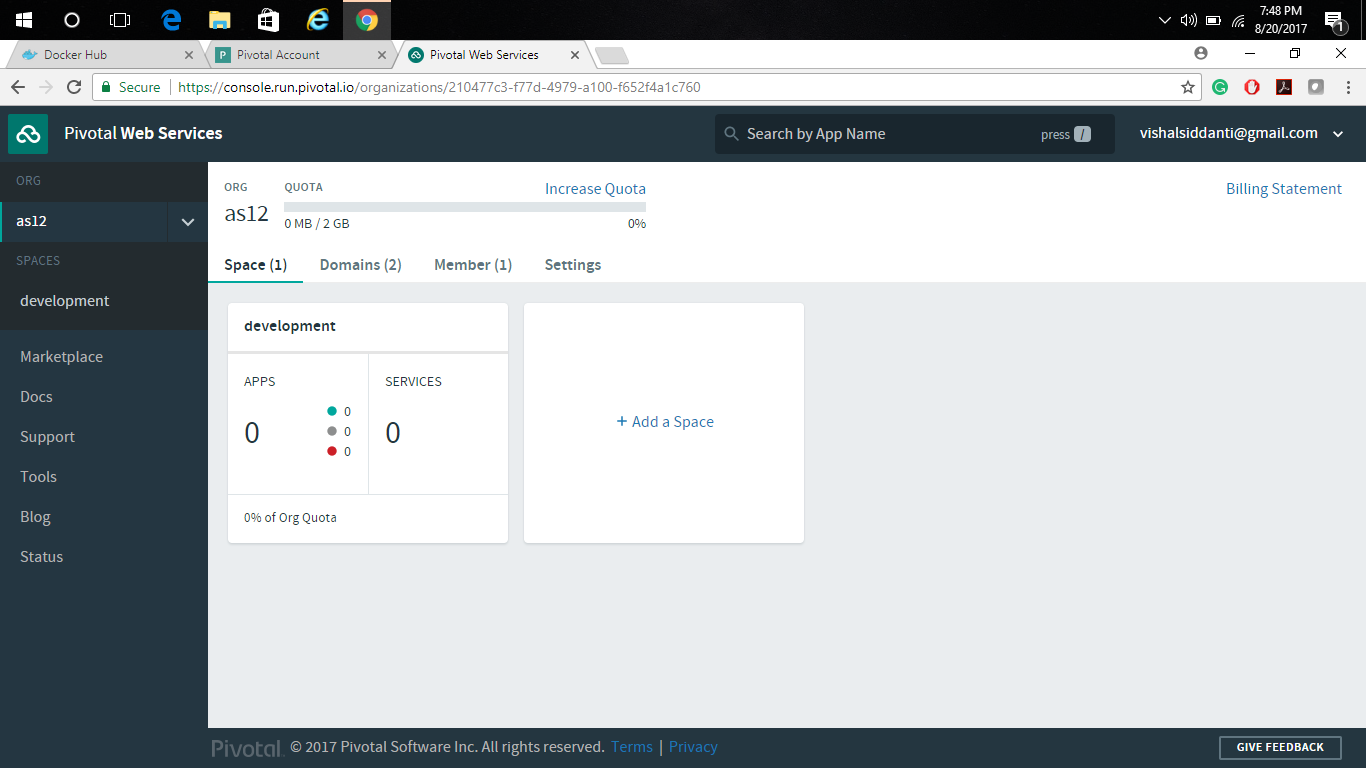 7:48 PM
8/20/2017
1
Docker Hub
Pivotal Account
Pivotal Web Services
Secure https://console.run.pivotal.io/organizations/210477c3-f77d-4979-a100-f652f4a1c760
Pivotal Web Services
Search by App Name press /
vishalsiddanti@gmail.com
ORG
as12
SPACES
development
Marketplace
Docs
Support
Tools
Blog
Status
ORG QUOTA Increase Quota Billing Statement
as12
0 MB / 2 GB 0%
Space (1) Domains (2) Member (1) Settings
development
APPS SERVICES
0 0
0
0
0
0% of Org Quota
+ Add a Space
Pivotal. © 2017 Pivotal Software Inc. All rights reserved. Terms | Privacy
GIVE FEEDBACK